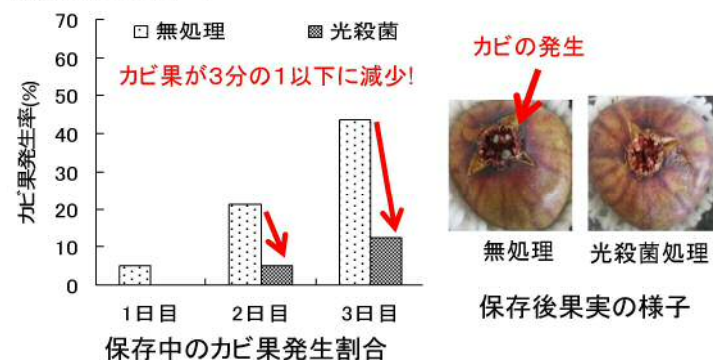 カビ果発生率(%)
70
60
50
40
30
20
10
0
無処理 光殺菌
カビ果が3分の1以下に減少!
1日目 2日目 3日目
保存中のカビ果発生割合
カビの発生
無処理 光殺菌処理
保存後果実の様子